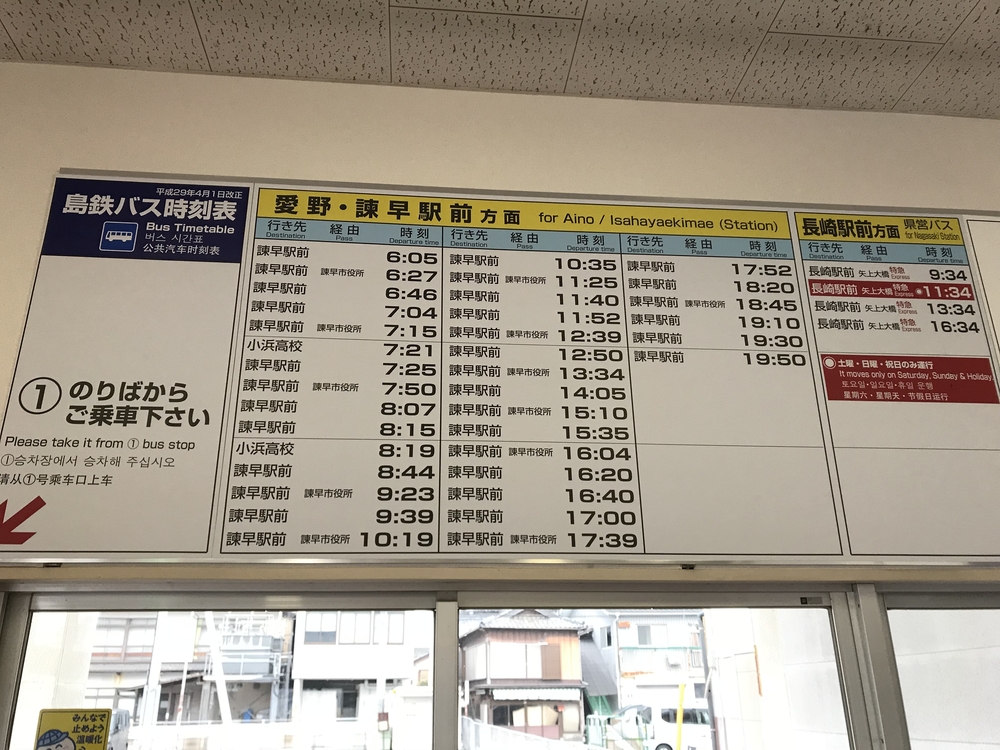 平成29年4月1日改正
島鉄バス時刻表
Bus Timetable
버스 시간표
公共汽车时刻表
① のりばから
ご乗車下さい
Please take it from ① bus stop
①승차장에서 승차해 주십시오
请从①号乘车口上车
愛野・諫早駅前方面 for Aino / Isahayaekimae (Station)
行き先 経由 時刻
Destination Pass Departure time
諫早駅前 6:05
諫早駅前 諫早市役所 6:27
諫早駅前 6:46
諫早駅前 7:04
諫早駅前 諫早市役所 7:15
小浜高校 7:21
諫早駅前 7:25
諫早駅前 諫早市役所 7:50
諫早駅前 8:07
諫早駅前 8:15
小浜高校 8:19
諫早駅前 8:44
諫早駅前 諫早市役所 9:23
諫早駅前 9:39
諫早駅前 諫早市役所 10:19
行き先 経由 時刻
Destination Pass Departure time
諫早駅前 10:35
諫早駅前 諫早市役所 11:25
諫早駅前 11:40
諫早駅前 11:52
諫早駅前 諫早市役所 12:39
諫早駅前 12:50
諫早駅前 諫早市役所 13:34
諫早駅前 14:05
諫早駅前 諫早市役所 15:10
諫早駅前 15:35
諫早駅前 諫早市役所 16:04
諫早駅前 16:20
諫早駅前 16:40
諫早駅前 17:00
諫早駅前 諫早市役所 17:39
行き先 経由 時刻
Destination Pass Departure time
諫早駅前 17:52
諫早駅前 18:20
諫早駅前 諫早市役所 18:45
諫早駅前 19:10
諫早駅前 19:30
諫早駅前 19:50
長崎駅前方面 県営バス
for Nagasaki Station
行き先 経由 時刻
Destination Pass Departure time
長崎駅前 矢上大橋 特急 Express 9:34
長崎駅前 矢上大橋 特急 Express ◉11:34
長崎駅前 矢上大橋 特急 Express 13:34
長崎駅前 矢上大橋 特急 Express 16:34
◉土曜・日曜・祝日のみ運行
It moves only on Saturday, Sunday & Holiday
토요일·일요일·휴일 운행
星期六・星期天・节假日运行
みんなで
止めよう
温暖化